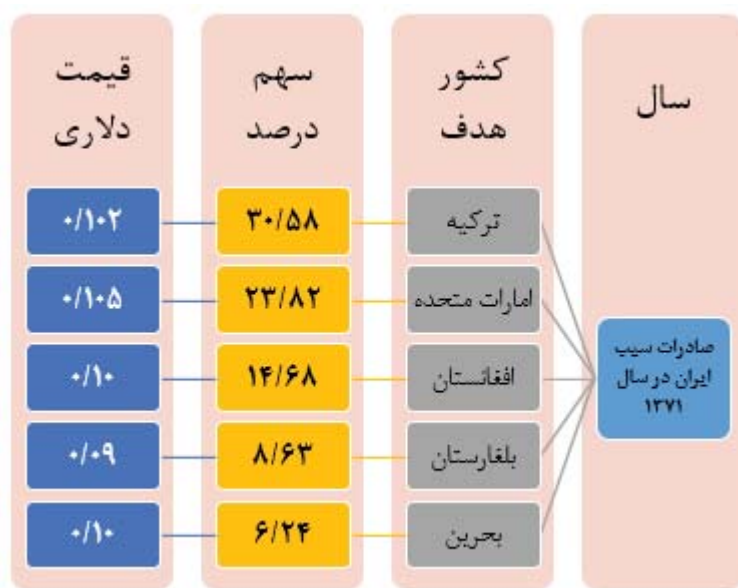 سال
کشور
هدف
سهم
درصد
قیمت
دلاری
صادرات سیب
ایران در سال
۱۳۷۱
ترکیه
۳۰/۵۸
۰/۱۰۲
امارات متحده
۲۳/۸۲
۰/۱۰۵
افغانستان
۱۴/۶۸
۰/۱۰
بلغارستان
۸/۶۳
۰/۰۹
بحرین
۶/۲۴
۰/۱۰